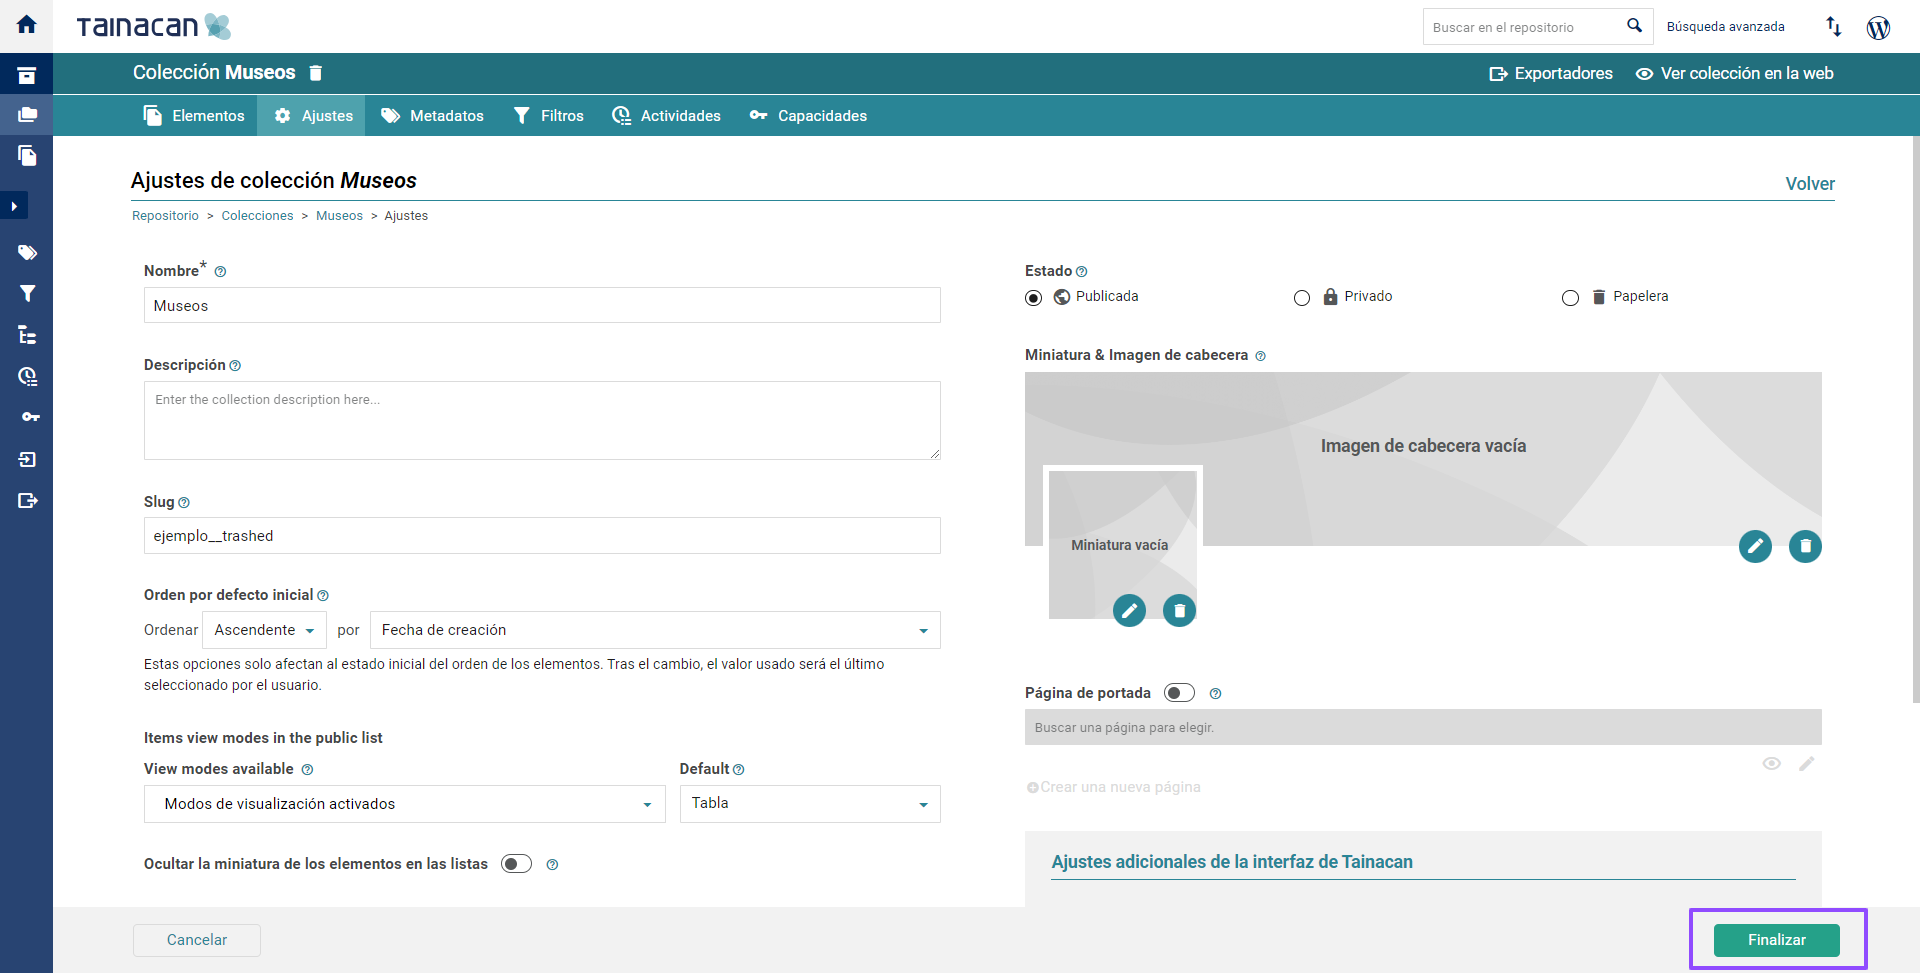 Tainacan
Buscar en el repositorio
Búsqueda avanzada
Colección Museos
Exportadores
Ver colección en la web
Elementos
Ajustes
Metadatos
Filtros
Actividades
Capacidades
Ajustes de colección Museos
Volver
Repositorio > Colecciones > Museos > Ajustes
Nombre*
Museos
Descripción
Enter the collection description here...
Slug
ejemplo__trashed
Orden por defecto inicial
Ordenar Ascendente por Fecha de creación
Estas opciones solo afectan al estado inicial del orden de los elementos. Tras el cambio, el valor usado será el último
seleccionado por el usuario.
Items view modes in the public list
View modes available
Modos de visualización activados
Default
Tabla
Ocultar la miniatura de los elementos en las listas
Estado
Publicada
Privado
Papelera
Miniatura & Imagen de cabecera
Imagen de cabecera vacía
Miniatura vacía
Página de portada
Buscar una página para elegir.
Crear una nueva página
Ajustes adicionales de la interfaz de Tainacan
Cancelar
Finalizar